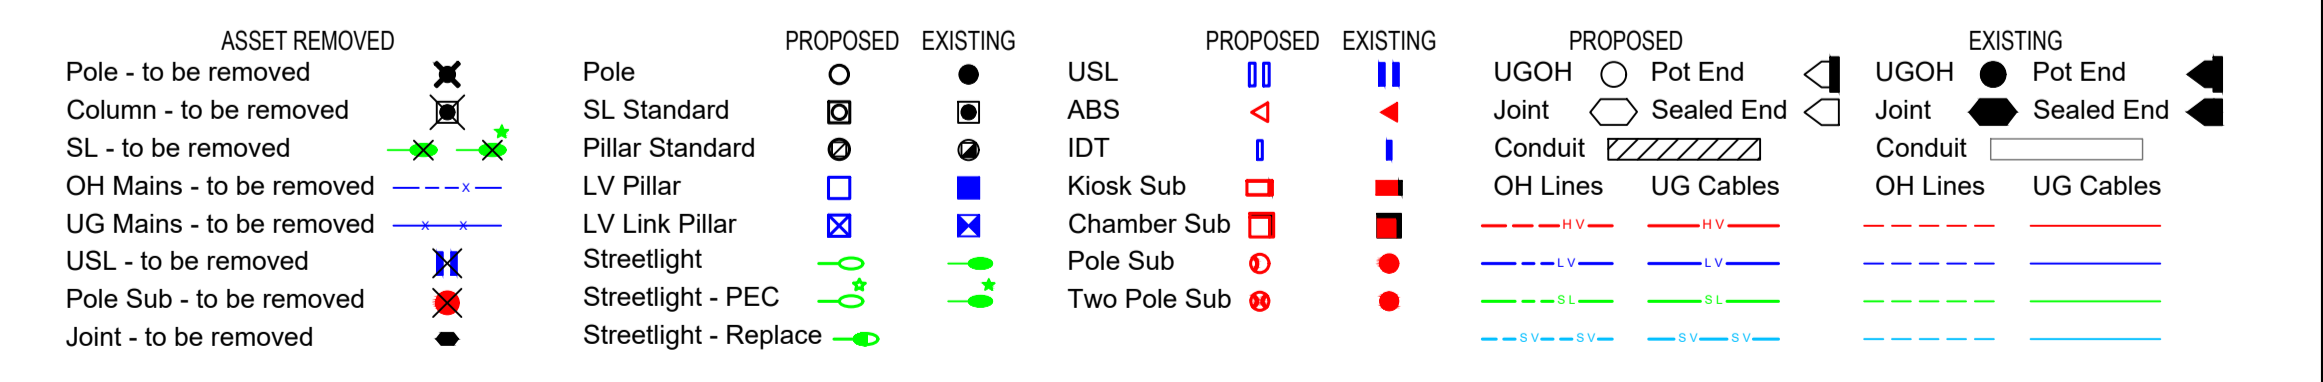 ASSET REMOVED
Pole - to be removed
Column - to be removed
SL - to be removed
OH Mains - to be removed
X
UG Mains - to be removed
X X
USL - to be removed
Pole Sub - to be removed
Joint - to be removed
PROPOSED EXISTING
Pole
SL Standard
Pillar Standard
LV Pillar
LV Link Pillar
Streetlight
Streetlight - PEC
Streetlight - Replace
PROPOSED EXISTING
USL
ABS
IDT
Kiosk Sub
Chamber Sub
Pole Sub
Two Pole Sub
PROPOSED
UGOH Pot End
Joint Sealed End
Conduit
OH Lines UG Cables
HV HV
LV LV
SL SL
SV SV SV SV
EXISTING
UGOH Pot End
Joint Sealed End
Conduit
OH Lines UG Cables